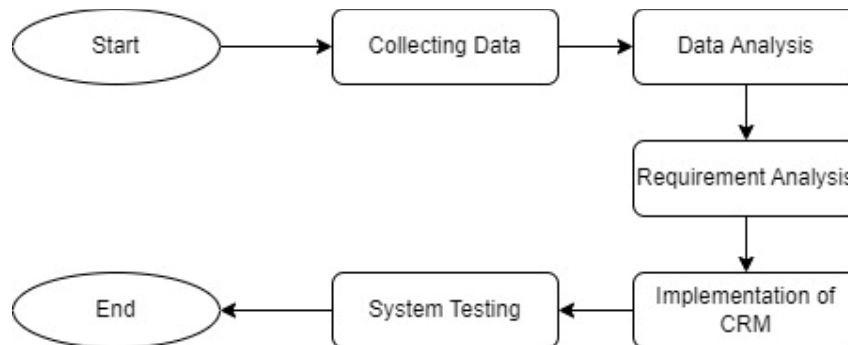 Start
Collecting Data
Data Analysis
Requirement Analysis
Implementation of
CRM
System Testing
End